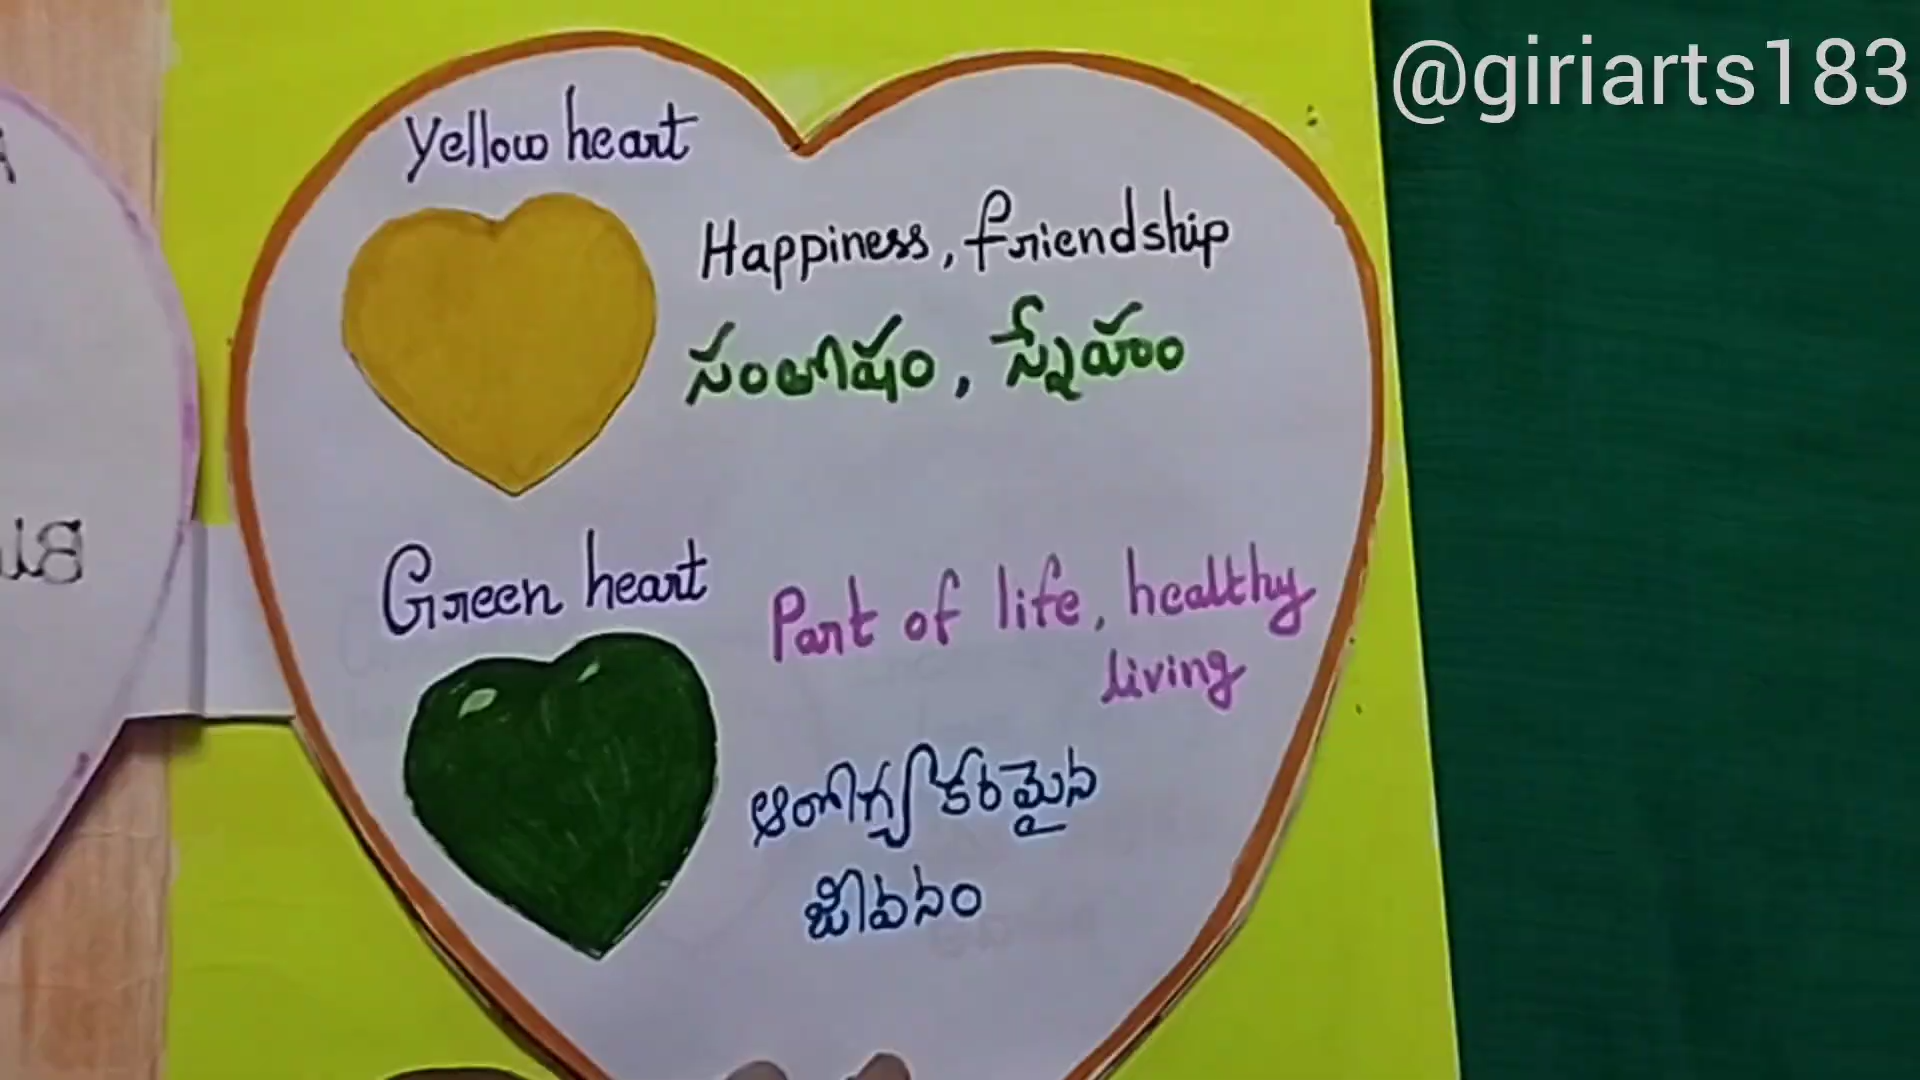 @giriarts183
Yellow heart
Happiness, friendship
సంతోషం, స్నేహం
Green heart
Part of life, healthy
living
ఆరోగ్యకరమైన
జీవనం